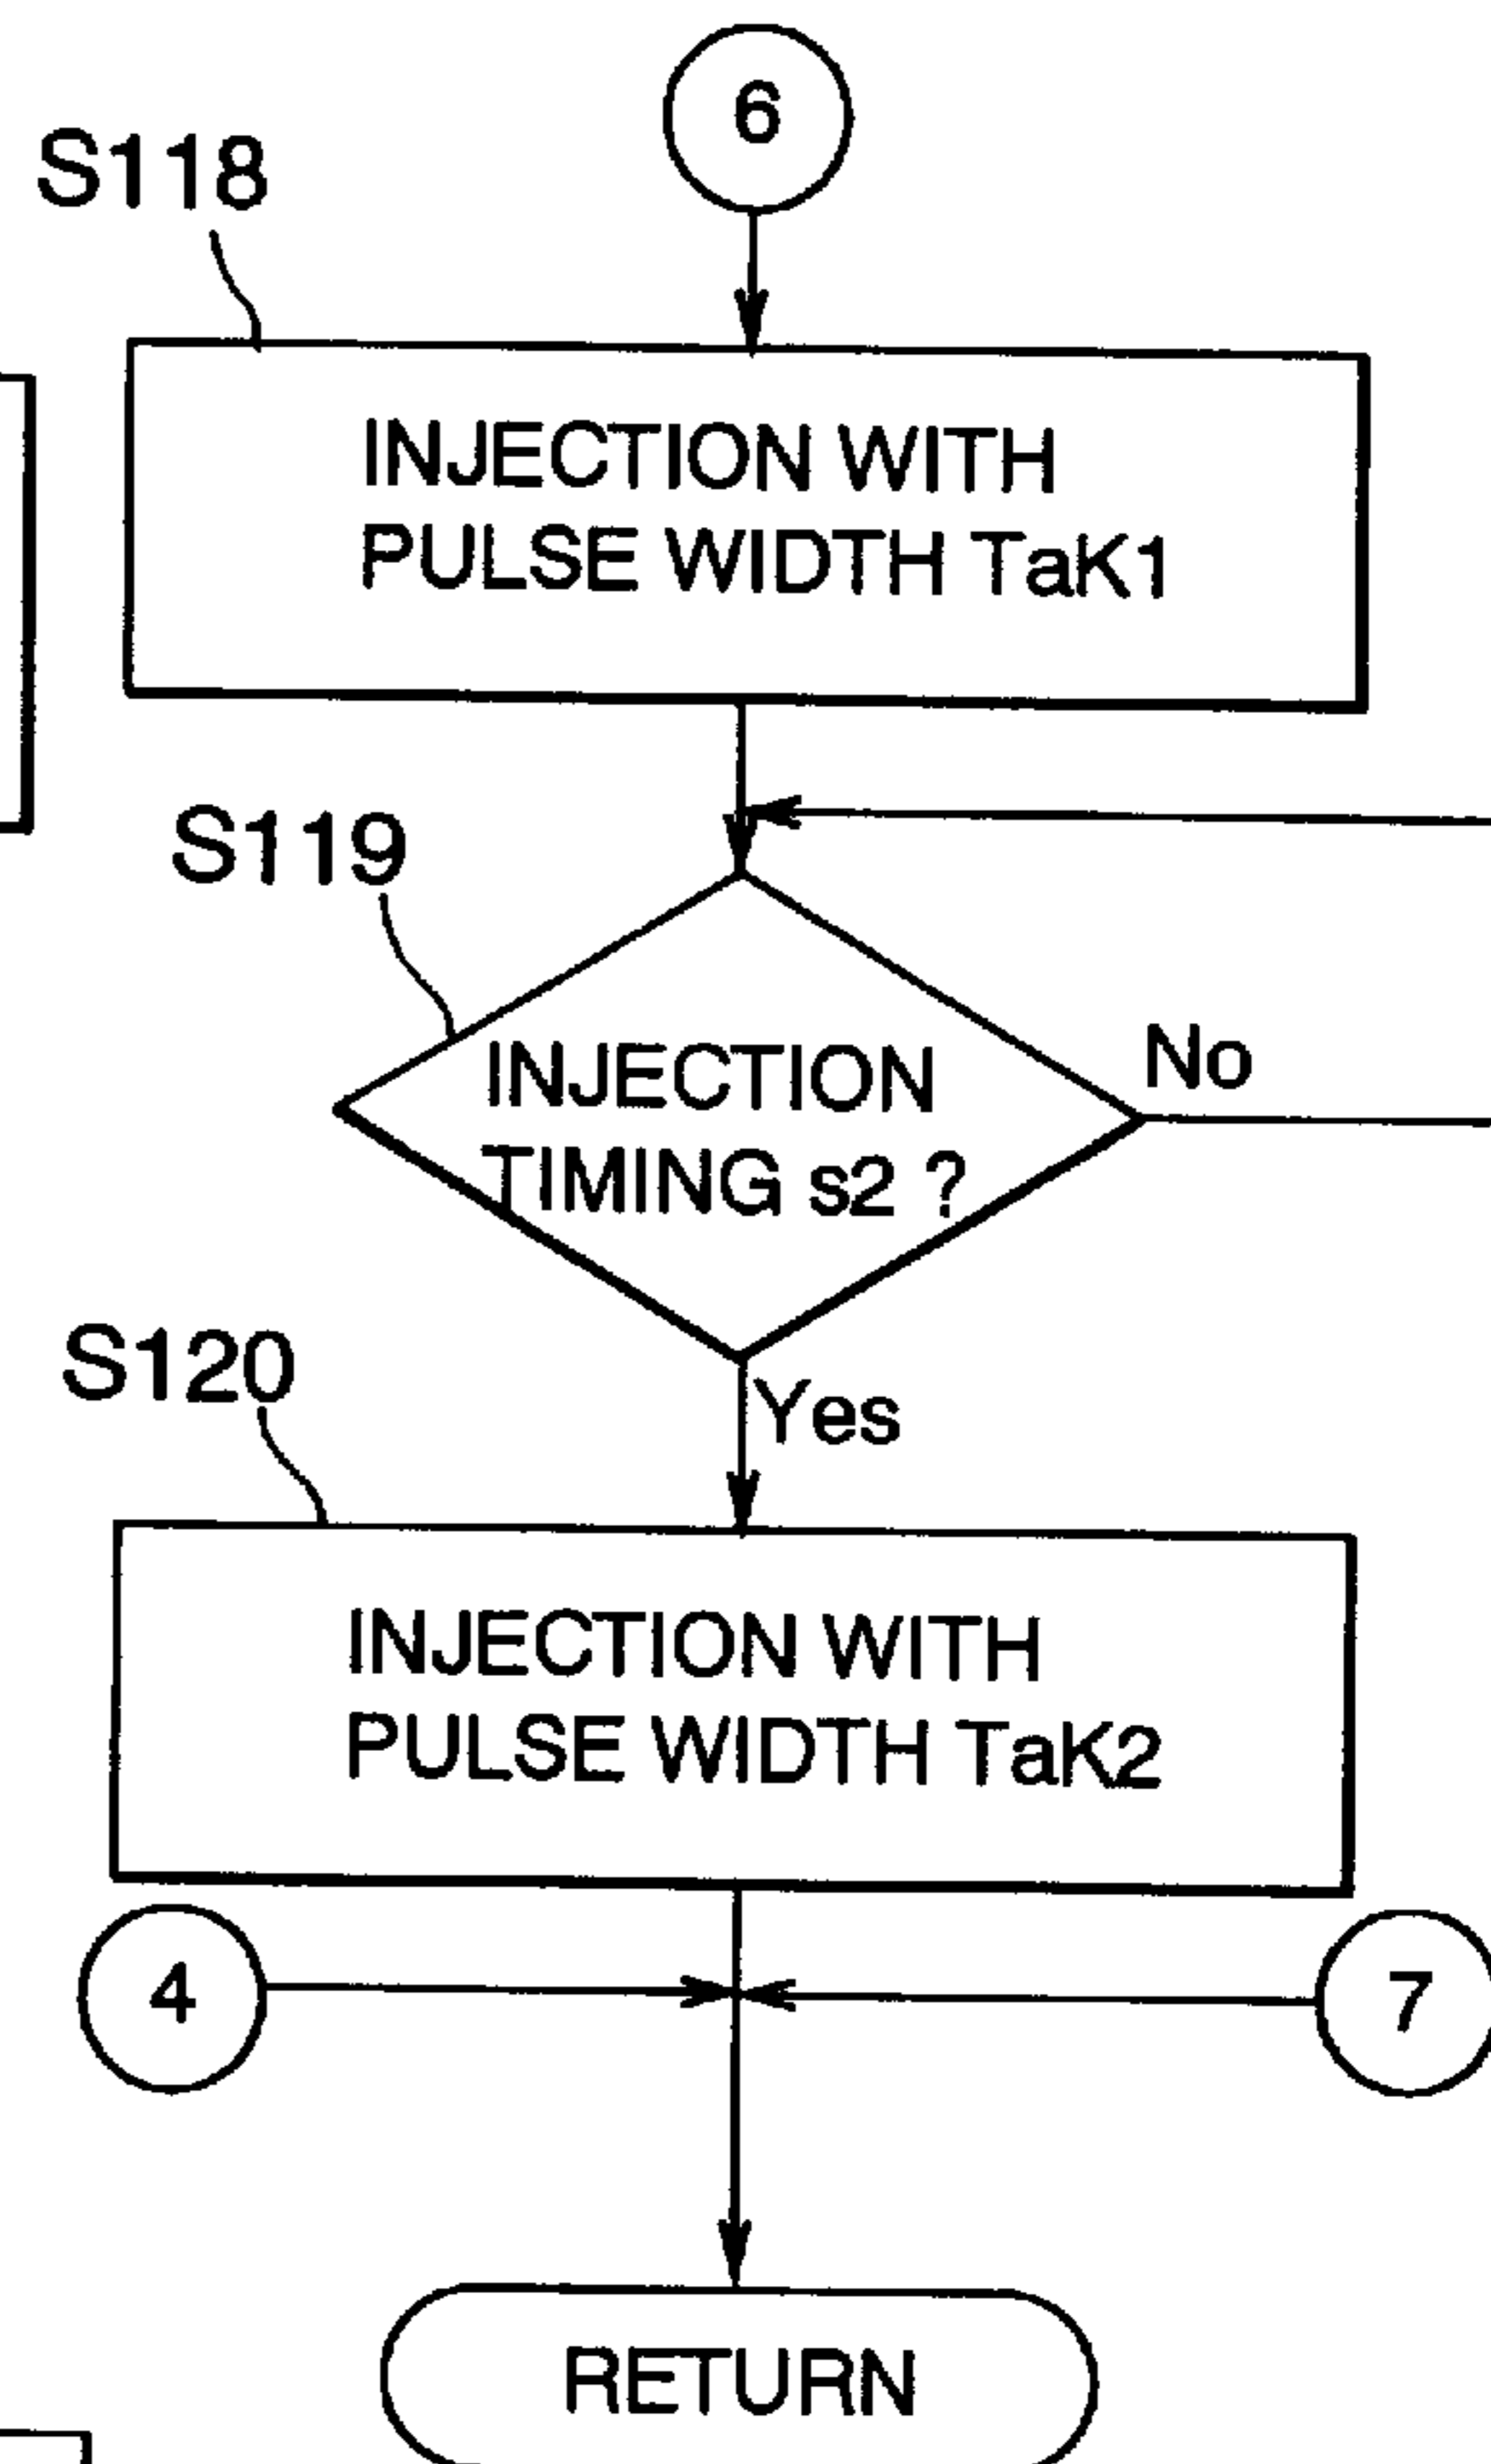 6
S118
INJECTION WITH
PULSE WIDTH TaK1
S119
INJECTION
TIMING s2 ?
No
Yes
S120
INJECTION WITH
PULSE WIDTH TaK2
4
7
RETURN